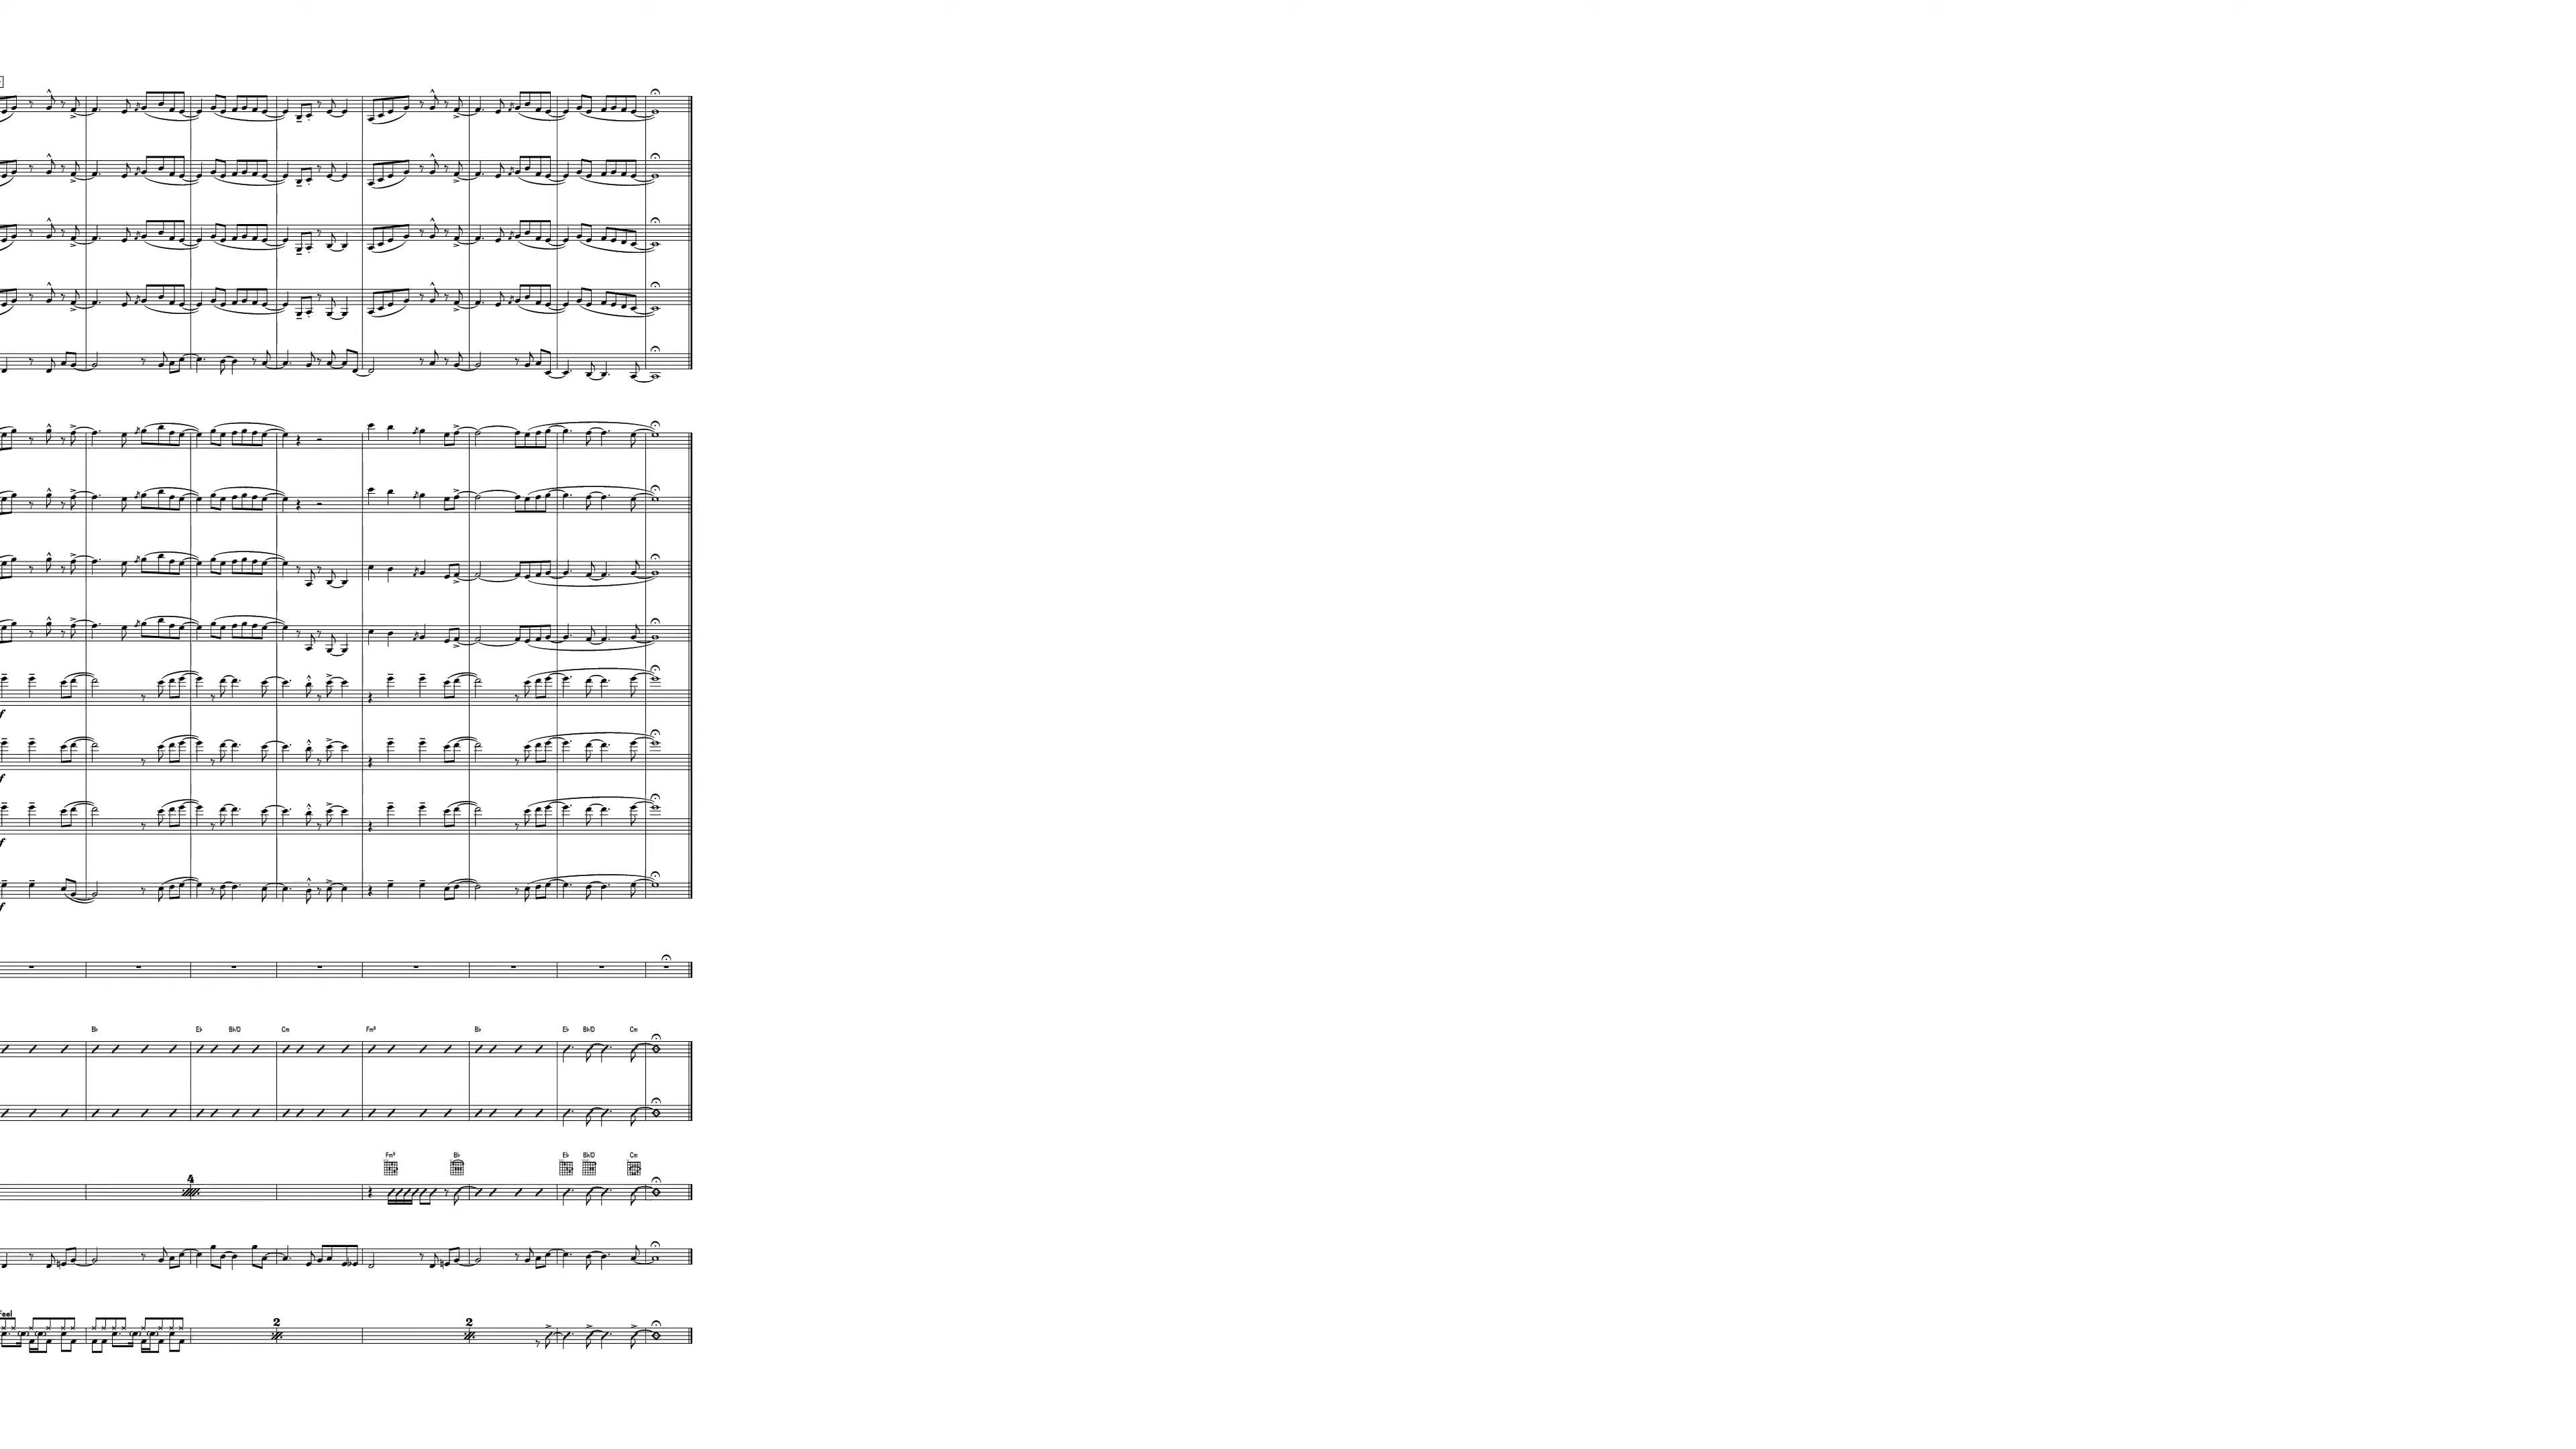 f
f
f
f
B♭ E♭ B♭/D Cm Fm⁹ B♭ E♭ B♭/D Cm
Fm⁹ B♭ E♭ B♭/D Cm
4
Feel
2 2